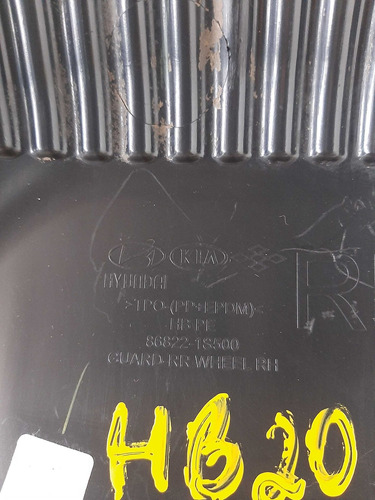 KIA
R
HYUNDAI
>TPO-(PP+EPDM)<
HB PE
86822-1S500
GUARD-RR WHEEL RH
HB20